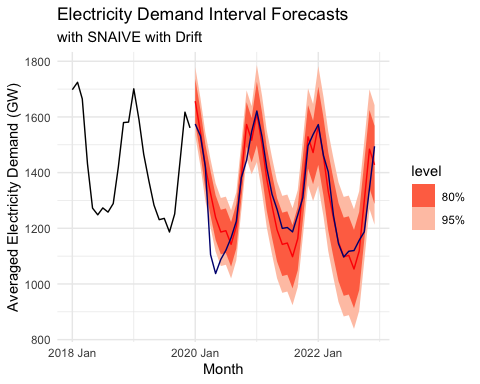 Electricity Demand Interval Forecasts
with SNAIVE with Drift
Averaged Electricity Demand (GW)
1800
1600
1400
1200
1000
800
2018 Jan
2020 Jan
2022 Jan
Month
level
80%
95%